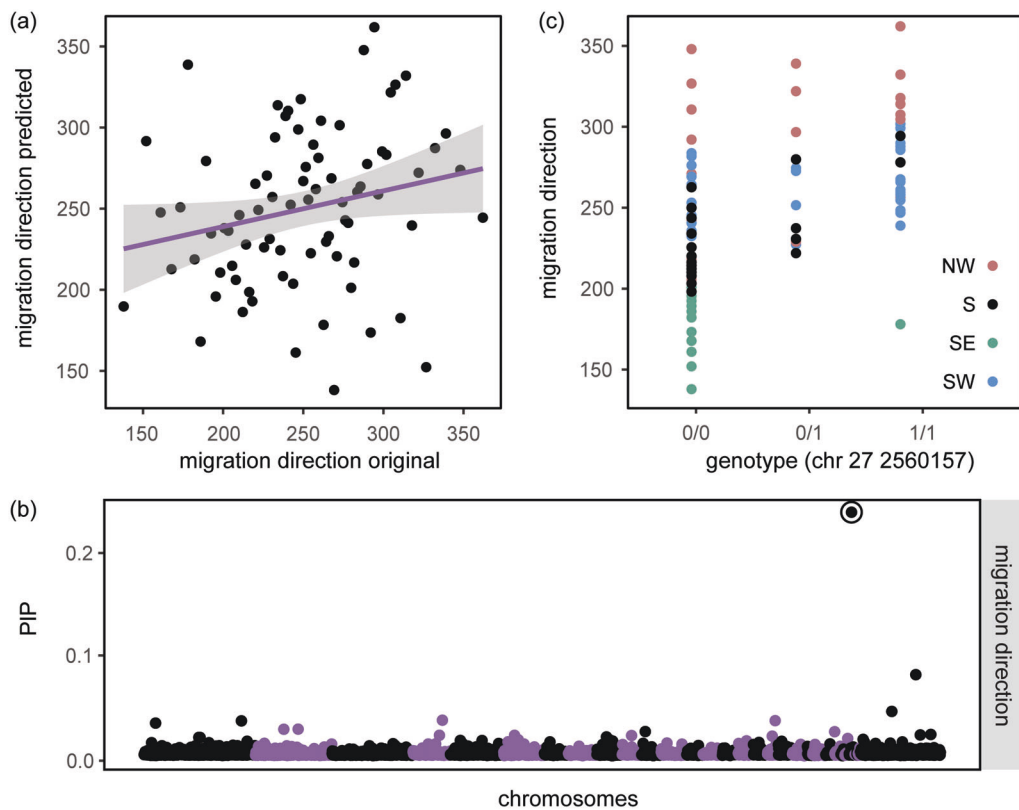 (a)
migration direction predicted
350
300
250
200
150
150 200 250 300 350
migration direction original
(c)
migration direction
350
300
250
200
150
NW
S
SE
SW
0/0 0/1 1/1
genotype (chr 27 2560157)
(b)
PIP
0.2
0.1
0.0
migration direction
chromosomes